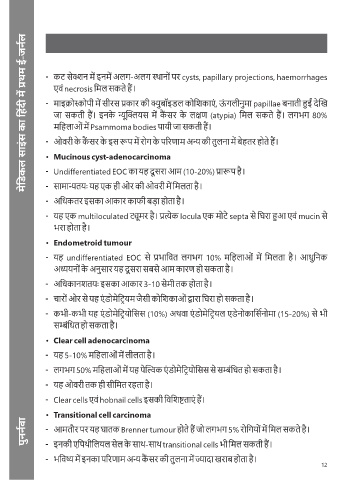 मेडिकल साइंस का हिंदी में प्रथम ई-जर्नल
- कट सेक्शन में इनमें अलग-अलग स्थानों पर cysts, papillary projections, haemorrhages
एवं necrosis मिल सकते हैं।
- माइक्रोस्कोपी में सीरस प्रकार की क्युबॉइडल कोशिकाएं, ऊंगलीनुमा papillae बनाती हुईं देखि
जा सकती हैं। इनके न्युक्लियस में कैंसर के लक्षण (atypia) मिल सकते हैं। लगभग 80%
महिलाओं में Psammoma bodies पायी जा सकती हैं।
- ओवरी के कैंसर के इस रूप में रोग के परिणाम अन्य की तुलना में बेहतर होते हैं।
• Mucinous cyst-adenocarcinoma
- Undifferentiated EOC का यह दूसरा आम (10-20%) प्रारूप है।
- सामान्यतयः यह एक ही ओर की ओवरी में मिलता है।
- अधिकतर इसका आकार काफी बड़ा होता है।
- यह एक multiloculated ट्यूमर है। प्रत्येक locula एक मोटे septa से घिरा हुआ एवं mucin से
भरा होता है।
• Endometroid tumour
- यह undifferentiated EOC से प्रभावित लगभग 10% महिलाओं में मिलता है। आधुनिक
अध्ययनों के अनुसार यह दूसरा सबसे आम कारण हो सकता है।
- अधिकानशतयः इसका आकार 3-10 सेमी तक होता है।
- चारों ओर से यह एंडोमेट्रियम जैसी कोशिकाओं द्वारा घिरा हो सकता है।
- कभी-कभी यह एंडोमेट्रियोसिस (10%) अथवा एंडोमेट्रियल एडेनोकार्सिनोमा (15-20%) से भी
सम्बंधित हो सकता है।
• Clear cell adenocarcinoma
- यह 5-10% महिलाओं में लीलता है।
- लगभग 50% महिलाओं में यह पेल्विक एंडोमेट्रियोसिस से सम्बंधित हो सकता है।
- यह ओवरी तक ही सीमित रहता है।
- Clear cells एवं hobnail cells इसकी विशिष्टताएं हैं।
• Transitional cell carcinoma
- आमतौर पर यह घातक Brenner tumour होते हैं जो लगभग 5% रोगियों में मिल सकते है।
- इनकी एपिथीलियल सेल के साथ-साथ transitional cells भी मिल सकती हैं।
- भविष्य में इनका परिणाम अन्य कैंसर की तुलना में ज्यादा खराब होता है।
पुनर्नवा
12